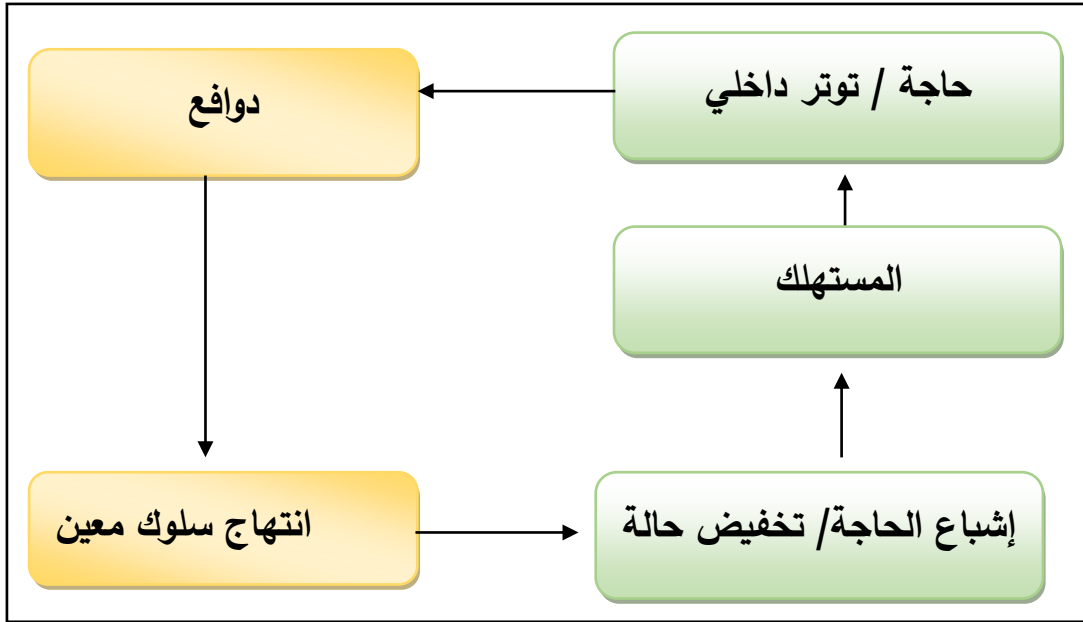 حاجة / توتر داخلي
دوافع
المستهلك
انتهاج سلوك معين
إشباع الحاجة/ تخفيض حالة